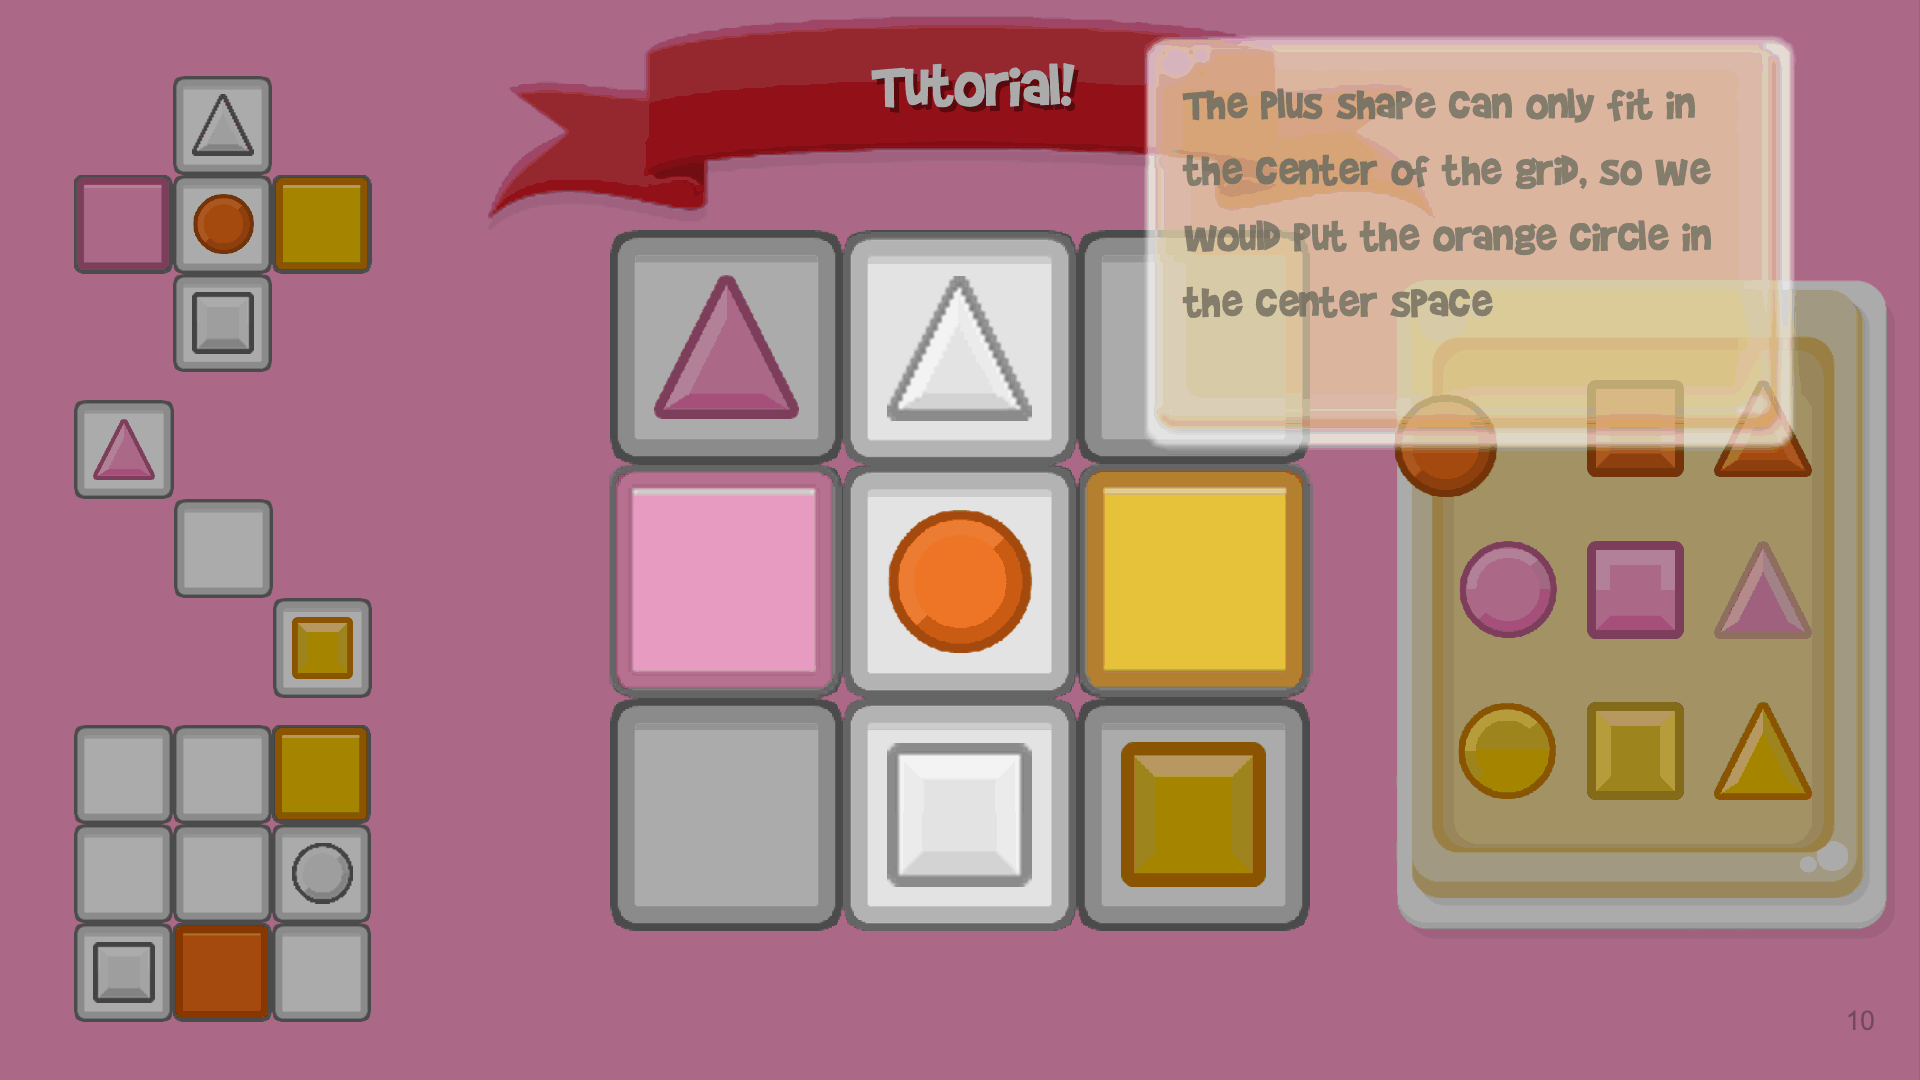 Tutorial!
The plus shape can only fit in
the center of the grid, so we
would put the orange circle in
the center space
10